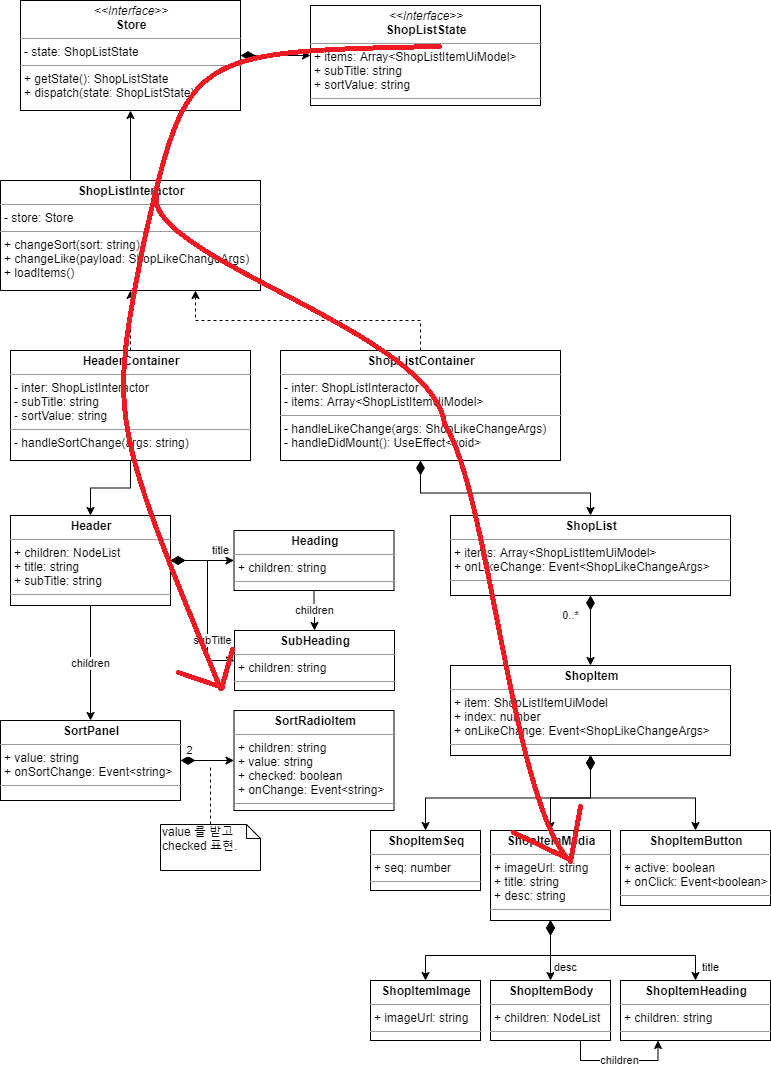 <<Interface>>
Store
- state: ShopListState
+ getState(): ShopListState
+ dispatch(state: ShopListState)
<<Interface>>
ShopListState
+ items: Array<ShopListItemUiModel>
+ subTitle: string
+ sortValue: string
ShopListInteractor
- store: Store
+ changeSort(sort: string)
+ changeLike(payload: ShopLikeChangeArgs)
+ loadItems()
HeaderContainer
- inter: ShopListInteractor
- subTitle: string
- sortValue: string
- handleSortChange(args: string)
ShopListContainer
- inter: ShopListInteractor
- items: Array<ShopListItemUiModel>
- handleLikeChange(args: ShopLikeChangeArgs)
- handleDidMount(): UseEffect<void>
Header
+ children: NodeList
+ title: string
+ subTitle: string
title
Heading
+ children: string
children
subTitle
SubHeading
+ children: string
ShopList
+ items: Array<ShopListItemUiModel>
+ onLikeChange: Event<ShopLikeChangeArgs>
0..*
ShopItem
+ item: ShopListItemUiModel
+ index: number
+ onLikeChange: Event<ShopLikeChangeArgs>
children
SortPanel
+ value: string
+ onSortChange: Event<string>
2
SortRadioItem
+ children: string
+ value: string
+ checked: boolean
+ onChange: Event<string>
value 를 받고
checked 표현.
ShopItemSeq
+ seq: number
ShopItemMedia
+ imageUrl: string
+ title: string
+ desc: string
ShopItemButton
+ active: boolean
+ onClick: Event<boolean>
desc
title
ShopItemImage
+ imageUrl: string
ShopItemBody
+ children: NodeList
ShopItemHeading
+ children: string
children